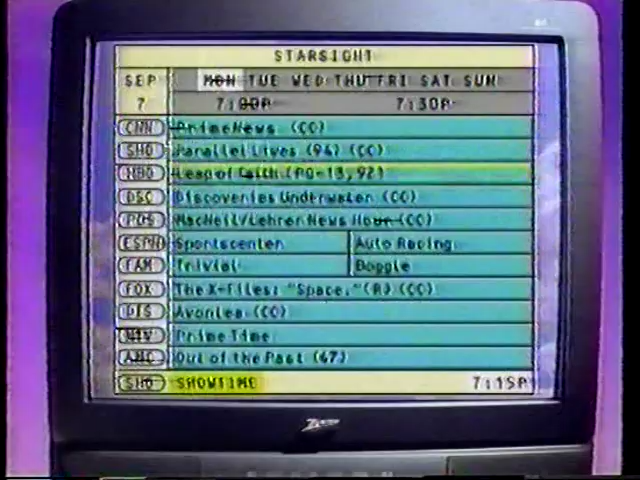 STARSIGHT
SEP MON TUE WED THU FRI SAT SUN
7 7:00P 7:30P
CNN PrimeNews (CC)
SHO Parallel Lives (94) (CC)
HBO Leap of Faith (PG-13, 92)
DSC Discoveries Underwater (CC)
PBS MacNeil/Lehrer News Hour (CC)
ESPN Sportscenter Auto Racing
FAM Trivial Boggle
FOX The X-Files: "Space." (R) (CC)
DIS Avonlea (CC)
Prime Time
AMC Out of the Past (47)
SHO SHOWTIME 7:15P
Zenith